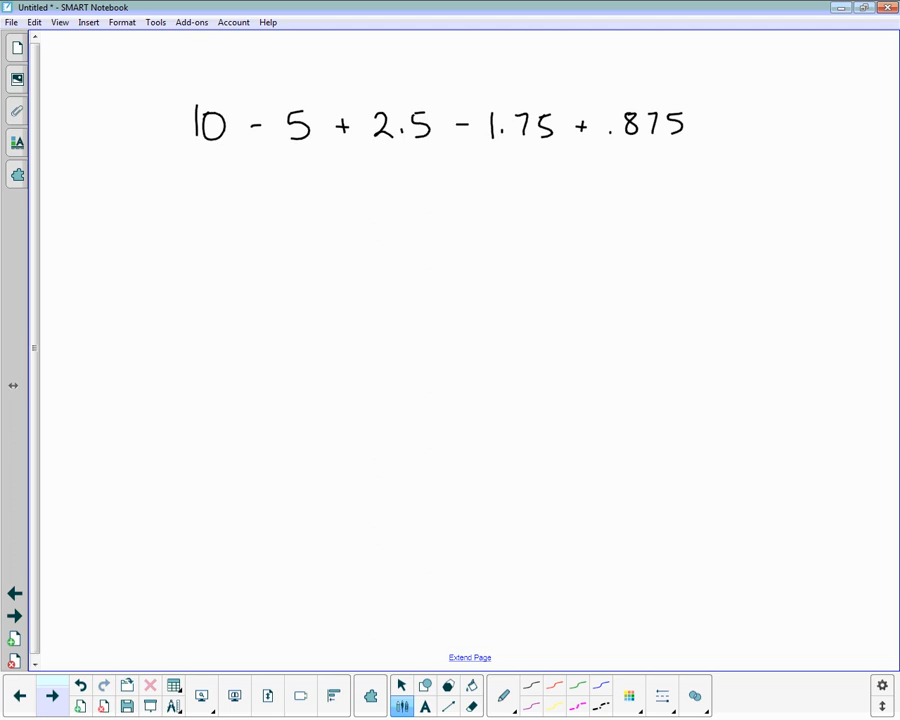 Untitled * - SMART Notebook
File Edit View Insert Format Tools Add-ons Account Help
10 - 5 + 2.5 - 1.75 + .875
Extend Page